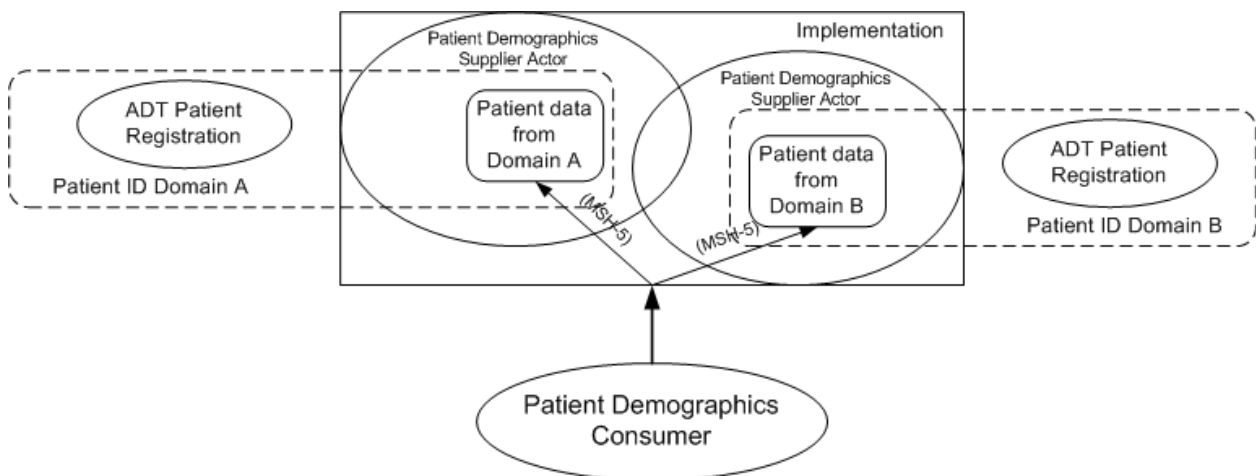 Implementation
Patient Demographics
Supplier Actor
Patient Demographics
Supplier Actor
ADT Patient
Registration
Patient ID Domain A
Patient data
from
Domain A
Patient data
from
Domain B
ADT Patient
Registration
Patient ID Domain B
(MSH-5)
(MSH-5)
Patient Demographics
Consumer